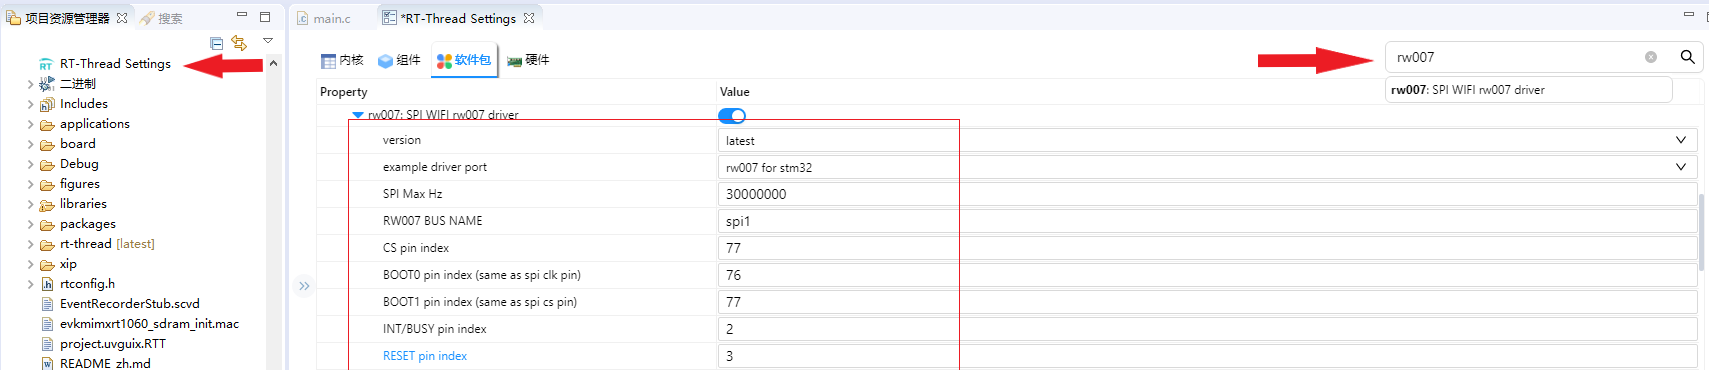 项目资源管理器
搜索
RT-Thread Settings
二进制
Includes
applications
board
Debug
figures
libraries
packages
rt-thread [latest]
xip
rtconfig.h
EventRecorderStub.scvd
evkmimxrt1060_sdram_init.mac
project.uvguix.RTT
README_zh.md
main.c
*RT-Thread Settings
内核
组件
软件包
硬件
rw007
rw007: SPI WIFI rw007 driver
Property Value
rw007: SPI WIFI rw007 driver
version latest
example driver port rw007 for stm32
SPI Max Hz 30000000
RW007 BUS NAME spi1
CS pin index 77
BOOT0 pin index (same as spi clk pin) 76
BOOT1 pin index (same as spi cs pin) 77
INT/BUSY pin index 2
RESET pin index 3